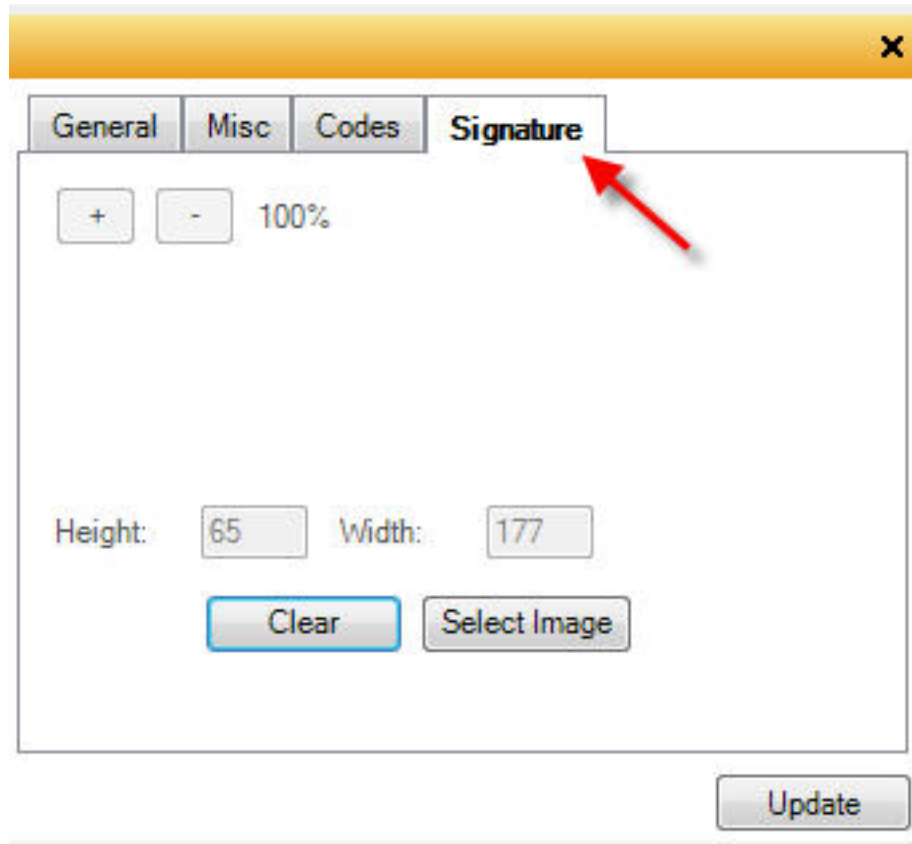 General Misc Codes Signature
+ - 100%
Height: 65 Width: 177
Clear Select Image
Update